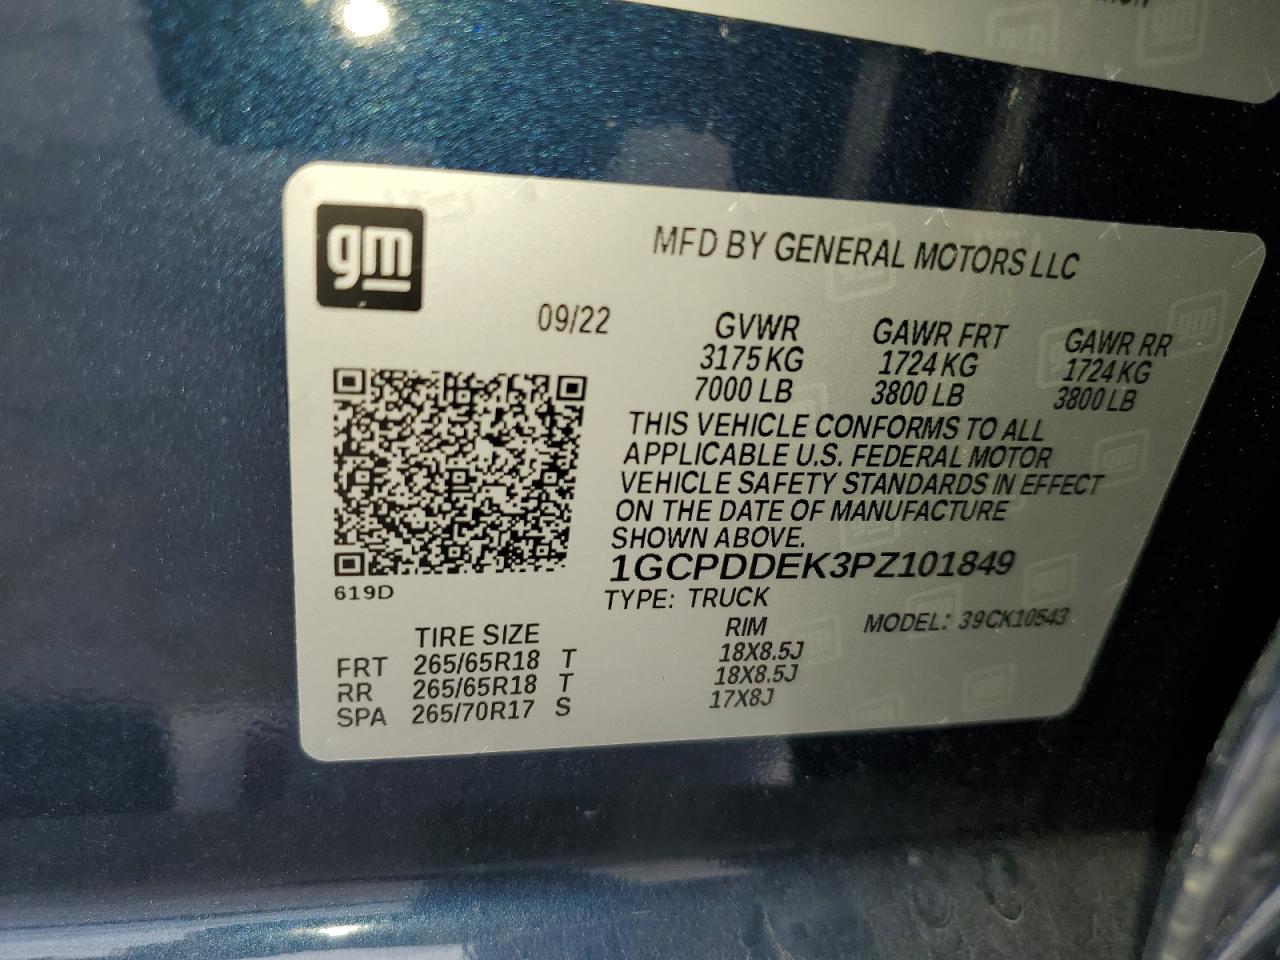 gm
MFD BY GENERAL MOTORS LLC
09/22
GVWR GAWR FRT GAWR RR
3175 KG 1724 KG 1724 KG
7000 LB 3800 LB 3800 LB
THIS VEHICLE CONFORMS TO ALL
APPLICABLE U.S. FEDERAL MOTOR
VEHICLE SAFETY STANDARDS IN EFFECT
ON THE DATE OF MANUFACTURE
SHOWN ABOVE.
1GCPDDEK3PZ101849
TYPE: TRUCK
MODEL: 39CK10543
619D
TIRE SIZE RIM
FRT 265/65R18 T 18X8.5J
RR 265/65R18 T 18X8.5J
SPA 265/70R17 S 17X8J